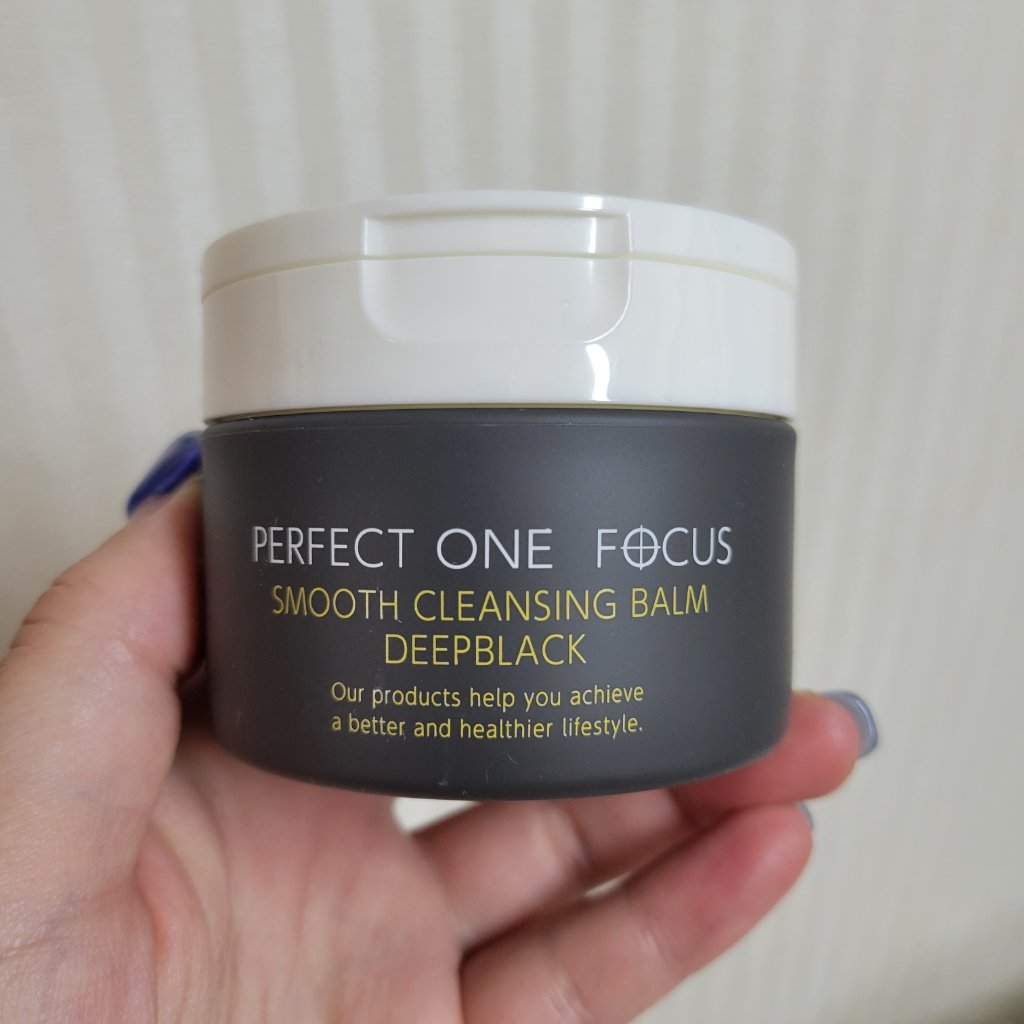 PERFECT ONE FOCUS
SMOOTH CLEANSING BALM
DEEPBLACK
Our products help you achieve
a better and healthier lifestyle.